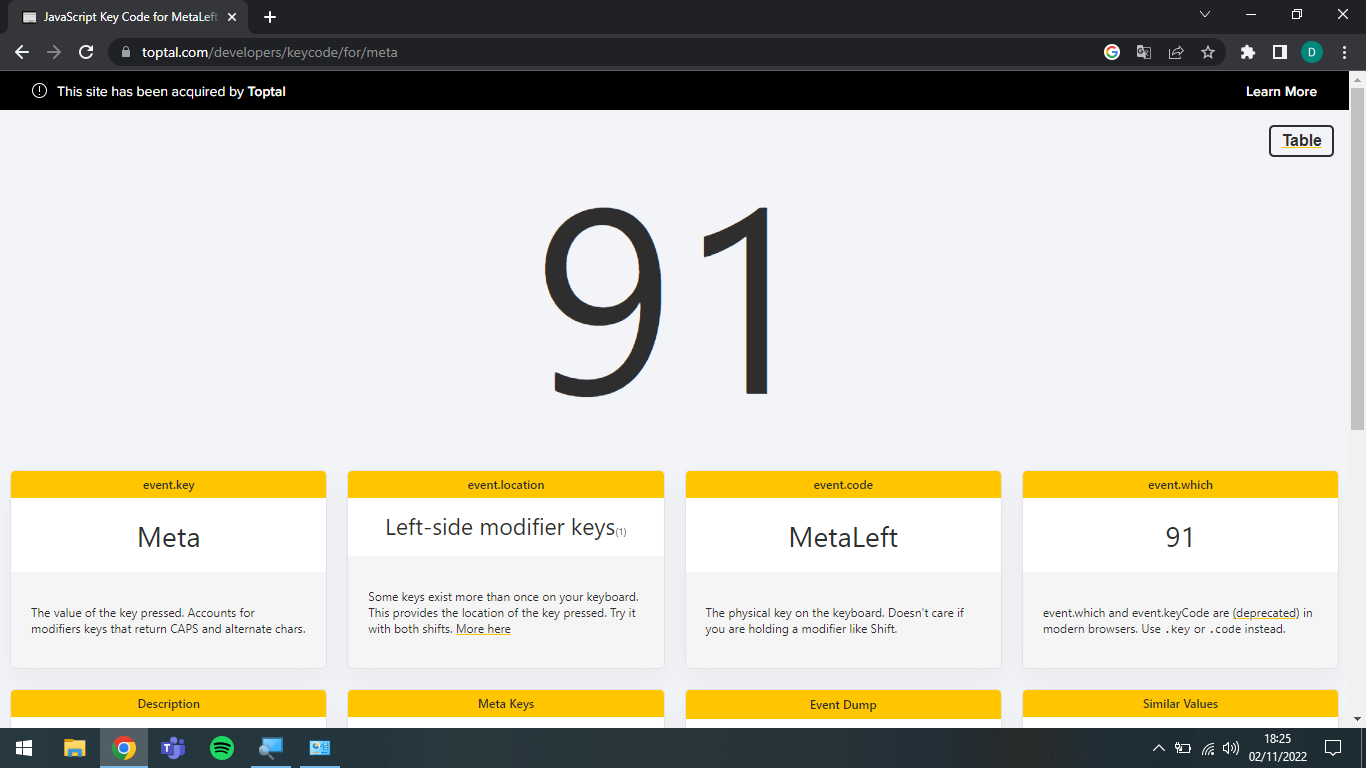 JavaScript Key Code for MetaLeft
toptal.com/developers/keycode/for/meta
D
This site has been acquired by Toptal
Learn More
Table
91
event.key
Meta
The value of the key pressed. Accounts for
modifiers keys that return CAPS and alternate chars.
event.location
Left-side modifier keys(1)
Some keys exist more than once on your keyboard.
This provides the location of the key pressed. Try it
with both shifts. More here
event.code
MetaLeft
The physical key on the keyboard. Doesn't care if
you are holding a modifier like Shift.
event.which
91
event.which and event.keyCode are (deprecated) in
modern browsers. Use .key or .code instead.
Description
Meta Keys
Event Dump
Similar Values
18:25
02/11/2022